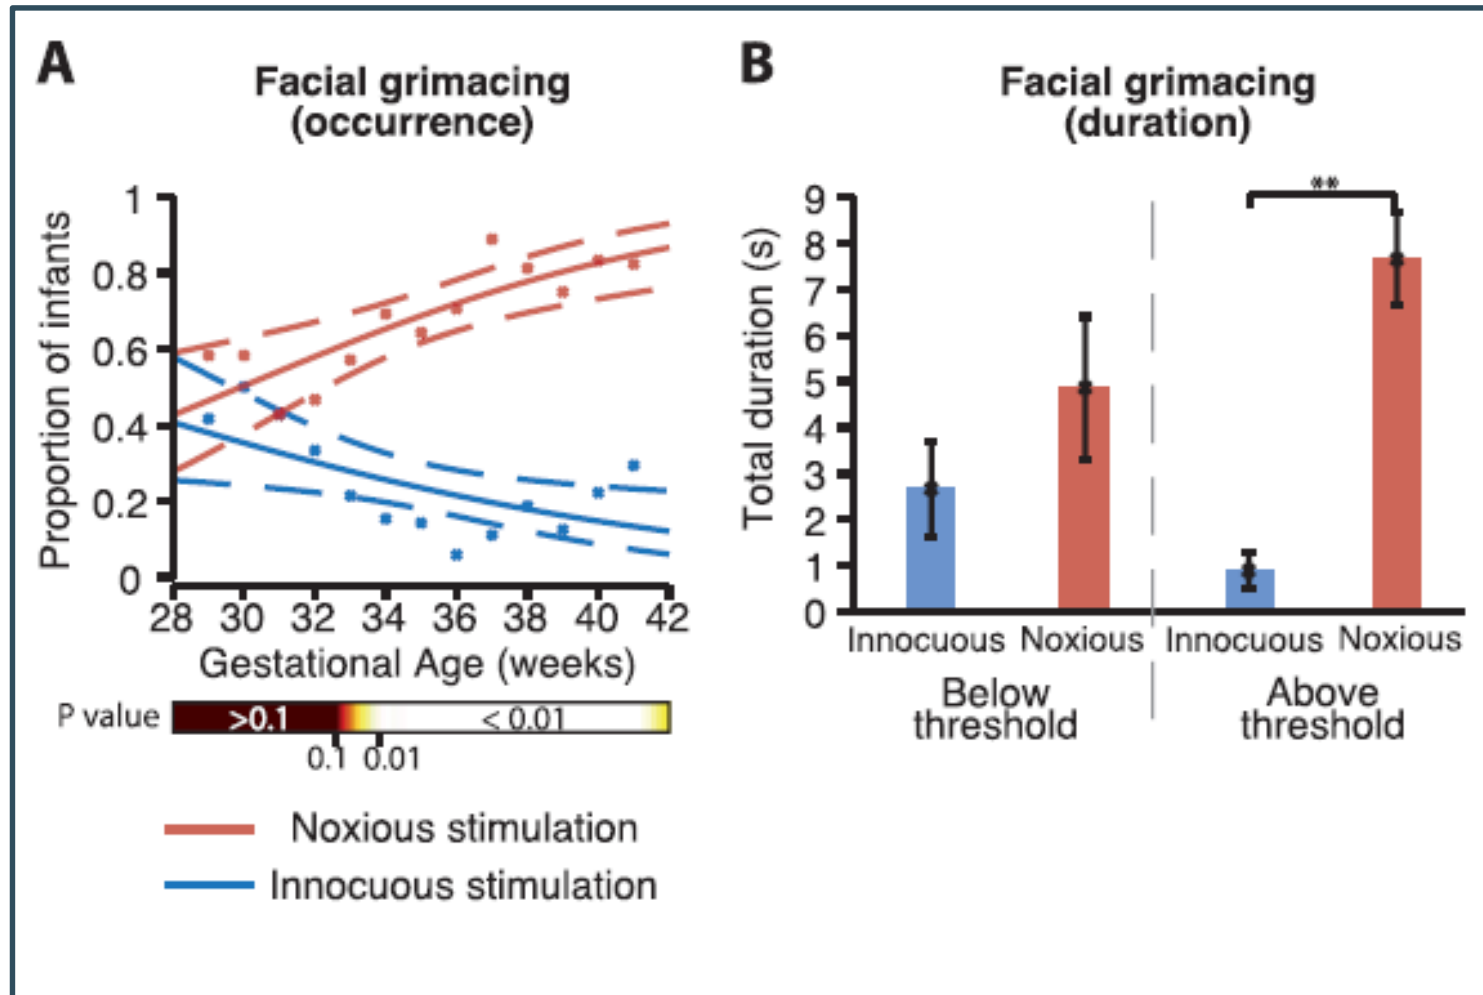 A
Facial grimacing
(occurrence)
Proportion of infants
1
0.8
0.6
0.4
0.2
0
28 30 32 34 36 38 40 42
Gestational Age (weeks)
P value >0.1 < 0.01
0.1 0.01
Noxious stimulation
Innocuous stimulation
B
Facial grimacing
(duration)
Total duration (s)
9
8
7
6
5
4
3
2
1
0
**
Innocuous Noxious Innocuous Noxious
Below
threshold
Above
threshold